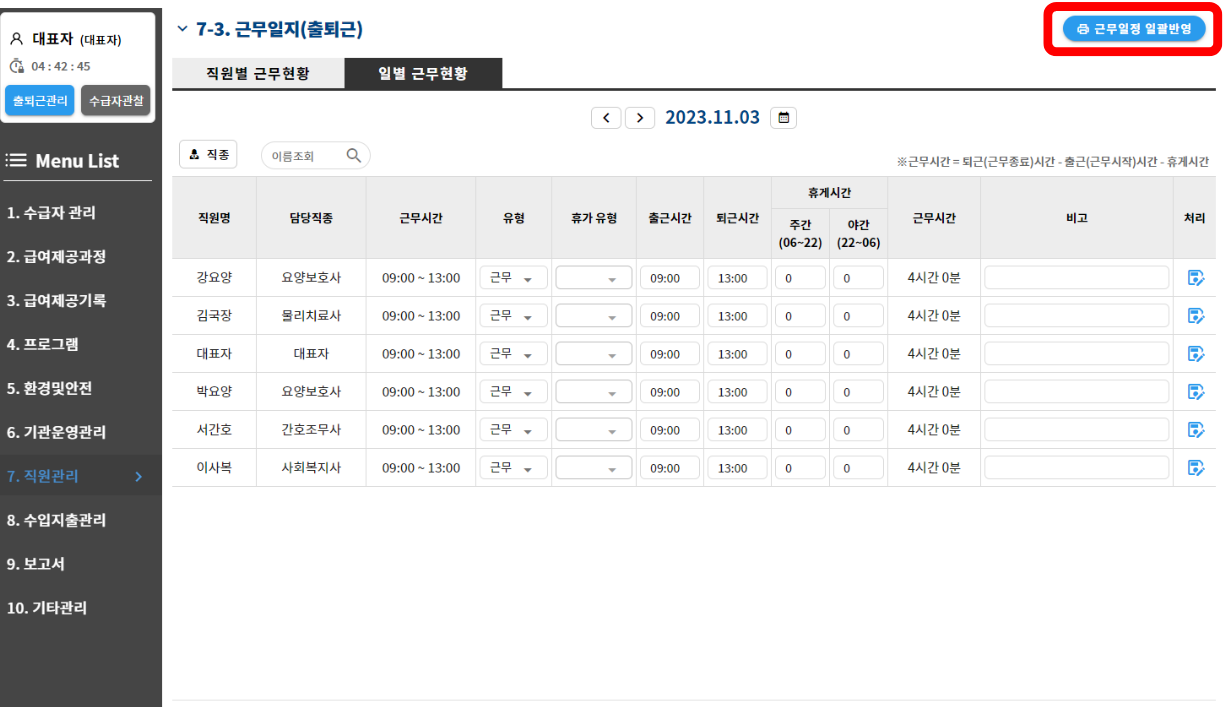 대표자 (대표자)
04 : 42 : 45
출퇴근관리 수급자관찰
Menu List
1. 수급자 관리
2. 급여제공과정
3. 급여제공기록
4. 프로그램
5. 환경및안전
6. 기관운영관리
7. 직원관리
8. 수입지출관리
9. 보고서
10. 기타관리
7-3. 근무일지(출퇴근)
근무일정 일괄반영
직원별 근무현황 일별 근무현황
2023.11.03
직종 이름조회
※근무시간 = 퇴근(근무종료)시간 - 출근(근무시작)시간 - 휴게시간
직원명 담당직종 근무시간 유형 휴가 유형 출근시간 퇴근시간 휴게시간 근무시간 비고 처리
주간 야간
(06~22) (22~06)
강요양 요양보호사 09:00 ~ 13:00 근무 09:00 13:00 0 0 4시간 0분
김국장 물리치료사 09:00 ~ 13:00 근무 09:00 13:00 0 0 4시간 0분
대표자 대표자 09:00 ~ 13:00 근무 09:00 13:00 0 0 4시간 0분
박요양 요양보호사 09:00 ~ 13:00 근무 09:00 13:00 0 0 4시간 0분
서간호 간호조무사 09:00 ~ 13:00 근무 09:00 13:00 0 0 4시간 0분
이사복 사회복지사 09:00 ~ 13:00 근무 09:00 13:00 0 0 4시간 0분